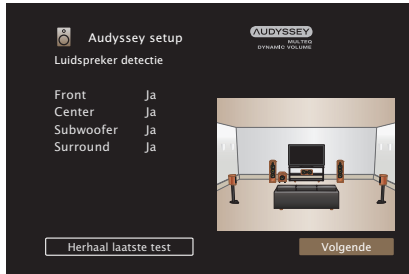 Audyssey setup
AUDYSSEY
MULTEQ
DYNAMIC VOLUME
Luidspreker detectie
Front Ja
Center Ja
Subwoofer Ja
Surround Ja
Herhaal laatste test
Volgende